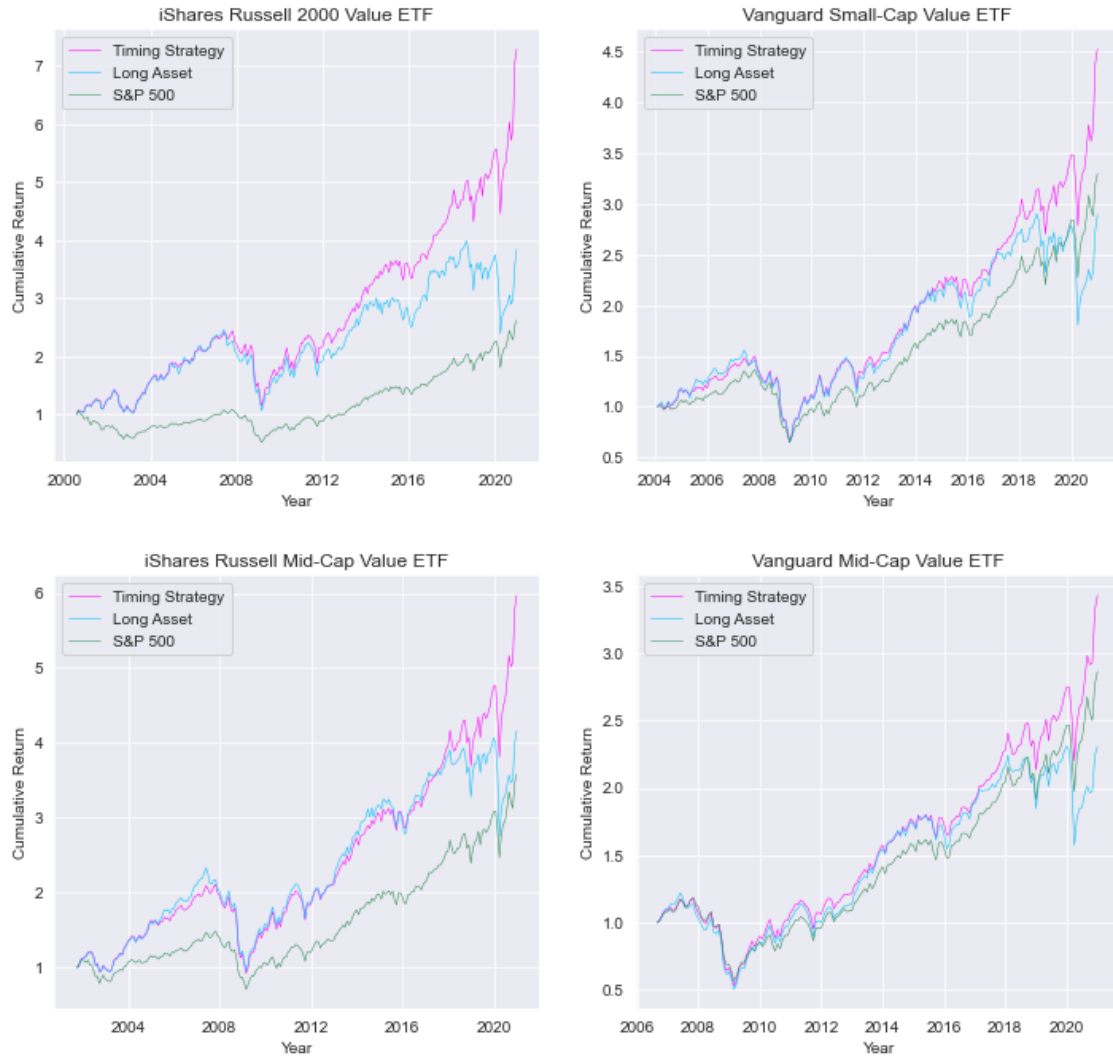 iShares Russell 2000 Value ETF
Timing Strategy
Long Asset
S&P 500
7
6
5
4
3
2
1
Cumulative Return
2000 2004 2008 2012 2016 2020
Year
Vanguard Small-Cap Value ETF
Timing Strategy
Long Asset
S&P 500
4.5
4.0
3.5
3.0
2.5
2.0
1.5
1.0
0.5
Cumulative Return
2004 2006 2008 2010 2012 2014 2016 2018 2020
Year
iShares Russell Mid-Cap Value ETF
Timing Strategy
Long Asset
S&P 500
6
5
4
3
2
1
Cumulative Return
2004 2008 2012 2016 2020
Year
Vanguard Mid-Cap Value ETF
Timing Strategy
Long Asset
S&P 500
3.5
3.0
2.5
2.0
1.5
1.0
0.5
Cumulative Return
2006 2008 2010 2012 2014 2016 2018 2020
Year